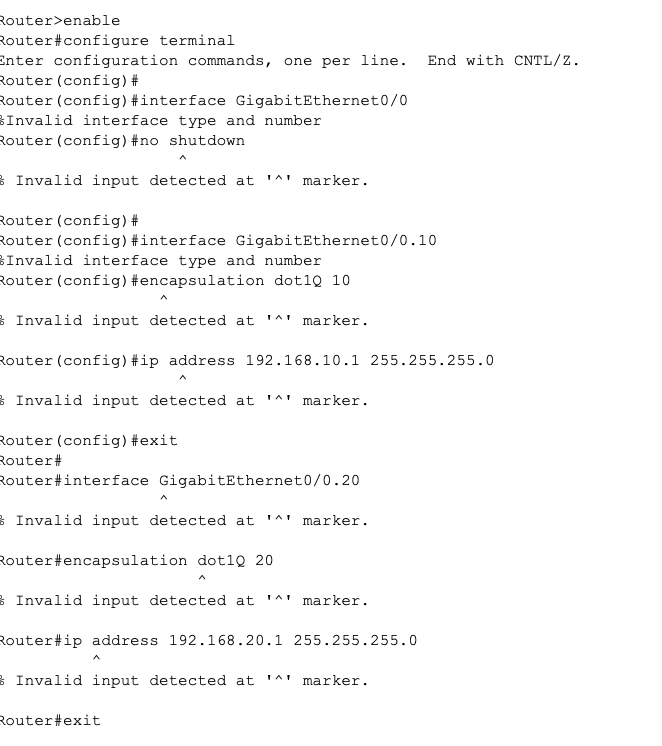 Router>enable
Router#configure terminal
Enter configuration commands, one per line.  End with CNTL/Z.
Router(config)#
Router(config)#interface GigabitEthernet0/0
%Invalid interface type and number
Router(config)#no shutdown
                   ^
% Invalid input detected at '^' marker.

Router(config)#
Router(config)#interface GigabitEthernet0/0.10
%Invalid interface type and number
Router(config)#encapsulation dot1Q 10
                 ^
% Invalid input detected at '^' marker.

Router(config)#ip address 192.168.10.1 255.255.255.0
                   ^
% Invalid input detected at '^' marker.

Router(config)#exit
Router#
Router#interface GigabitEthernet0/0.20
                 ^
% Invalid input detected at '^' marker.

Router#encapsulation dot1Q 20
                     ^
% Invalid input detected at '^' marker.

Router#ip address 192.168.20.1 255.255.255.0
          ^
% Invalid input detected at '^' marker.

Router#exit